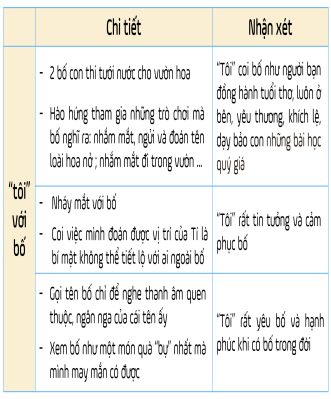 Chi tiết
Nhận xét
"tôi"
với
bố
- 2 bố con thi tưới nước cho vườn hoa
- Hào hứng tham gia những trò chơi mà
bố nghĩ ra: nhắm mắt, ngửi và đoán tên
loài hoa nở ; nhắm mắt đi trong vườn ...
"Tôi" coi bố như người bạn
đồng hành tuổi thơ, luôn ở
bên, yêu thương, khích lệ,
dạy bảo con những bài học
quý giá
- Nháy mắt với bố
- Coi việc mình đoán được vị trí của Tí là
bí mật không thể tiết lộ với ai ngoài bố
"Tôi" rất tin tưởng và cảm
phục bố
- Gọi tên bố chỉ để nghe thanh âm quen
thuộc, ngân nga của cái tên ấy
- Xem bố như một món quà "bự" nhất mà
mình may mắn có được
"Tôi" rất yêu bố và hạnh
phúc khi có bố trong đời